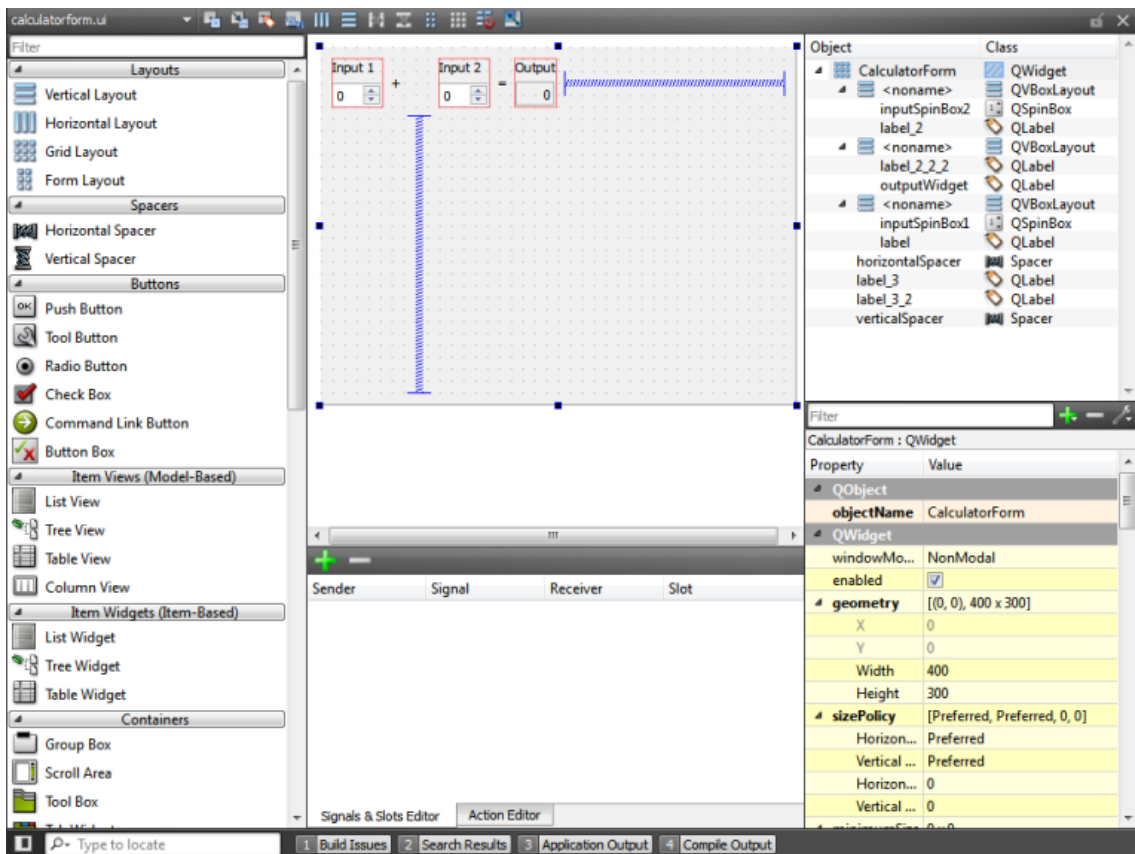 calculatorform.ui
Filter
Layouts
Vertical Layout
Horizontal Layout
Grid Layout
Form Layout
Spacers
Horizontal Spacer
Vertical Spacer
Buttons
OK Push Button
Tool Button
Radio Button
Check Box
Command Link Button
Button Box
Item Views (Model-Based)
List View
Tree View
Table View
Column View
Item Widgets (Item-Based)
List Widget
Tree Widget
Table Widget
Containers
Group Box
Scroll Area
Tool Box
Input 1 Input 2 Output
0 + 0 = 0
Sender Signal Receiver Slot
Signals & Slots Editor Action Editor
Object Class
CalculatorForm QWidget
<noname> QVBoxLayout
inputSpinBox2 QSpinBox
label_2 QLabel
<noname> QVBoxLayout
label_2_2_2 QLabel
outputWidget QLabel
<noname> QVBoxLayout
inputSpinBox1 QSpinBox
label QLabel
horizontalSpacer Spacer
label_3 QLabel
label_3_2 QLabel
verticalSpacer Spacer
Filter
CalculatorForm : QWidget
Property Value
QObject
objectName CalculatorForm
QWidget
windowMo... NonModal
enabled
geometry [(0, 0), 400 x 300]
X 0
Y 0
Width 400
Height 300
sizePolicy [Preferred, Preferred, 0, 0]
Horizon... Preferred
Vertical ... Preferred
Horizon... 0
Vertical ... 0
Type to locate 1 Build Issues 2 Search Results 3 Application Output 4 Compile Output